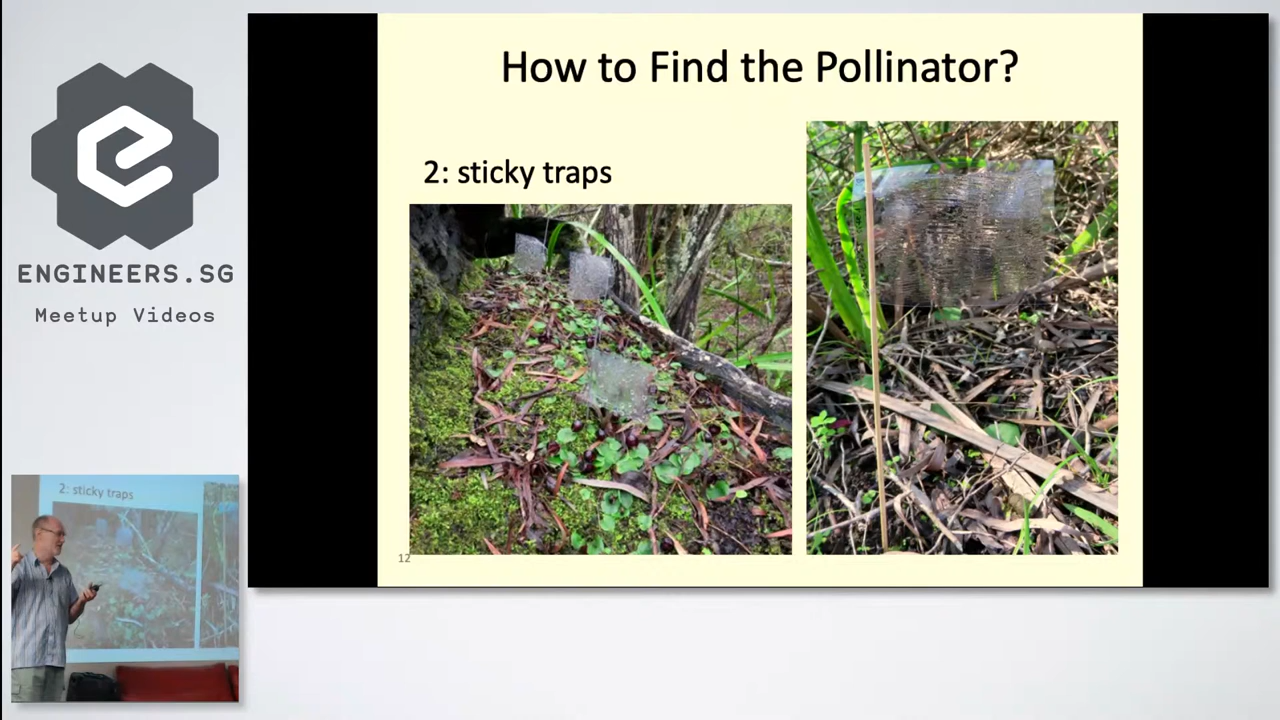 How to Find the Pollinator?
2: sticky traps
12
ENGINEERS.SG
Meetup Videos
2: sticky traps